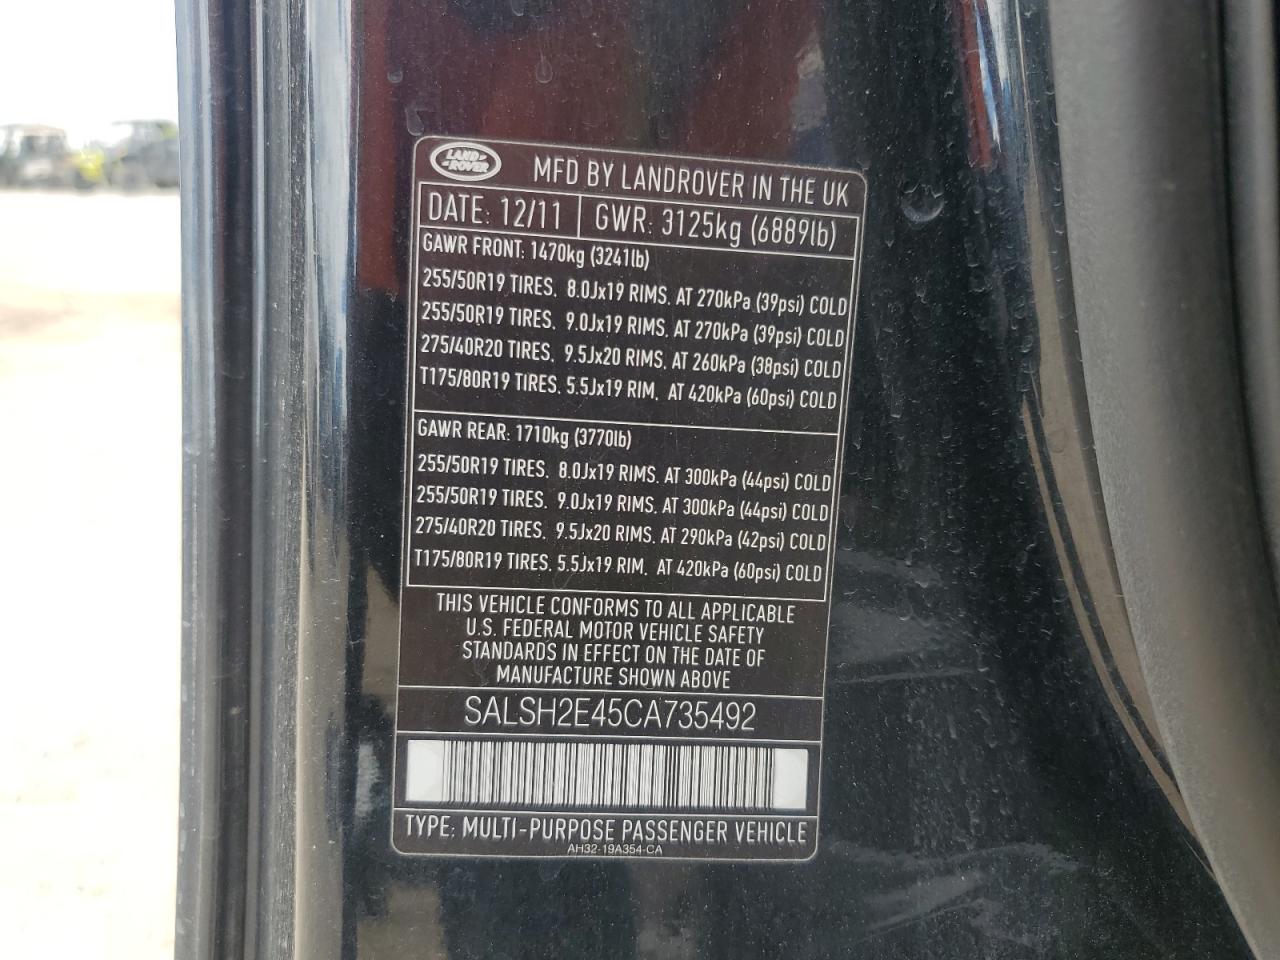 LAND ROVER
MFD BY LANDROVER IN THE UK
DATE: 12/11 GWR: 3125kg (6889lb)
GAWR FRONT: 1470kg (3241lb)
255/50R19 TIRES. 8.0Jx19 RIMS. AT 270kPa (39psi) COLD
255/50R19 TIRES. 9.0Jx19 RIMS. AT 270kPa (39psi) COLD
275/40R20 TIRES. 9.5Jx20 RIMS. AT 260kPa (38psi) COLD
T175/80R19 TIRES. 5.5Jx19 RIM. AT 420kPa (60psi) COLD
GAWR REAR: 1710kg (3770lb)
255/50R19 TIRES. 8.0Jx19 RIMS. AT 300kPa (44psi) COLD
255/50R19 TIRES. 9.0Jx19 RIMS. AT 300kPa (44psi) COLD
275/40R20 TIRES. 9.5Jx20 RIMS. AT 290kPa (42psi) COLD
T175/80R19 TIRES. 5.5Jx19 RIM. AT 420kPa (60psi) COLD
THIS VEHICLE CONFORMS TO ALL APPLICABLE
U.S. FEDERAL MOTOR VEHICLE SAFETY
STANDARDS IN EFFECT ON THE DATE OF
MANUFACTURE SHOWN ABOVE
SALSH2E45CA735492
TYPE: MULTI-PURPOSE PASSENGER VEHICLE
AH32-19A354-CA